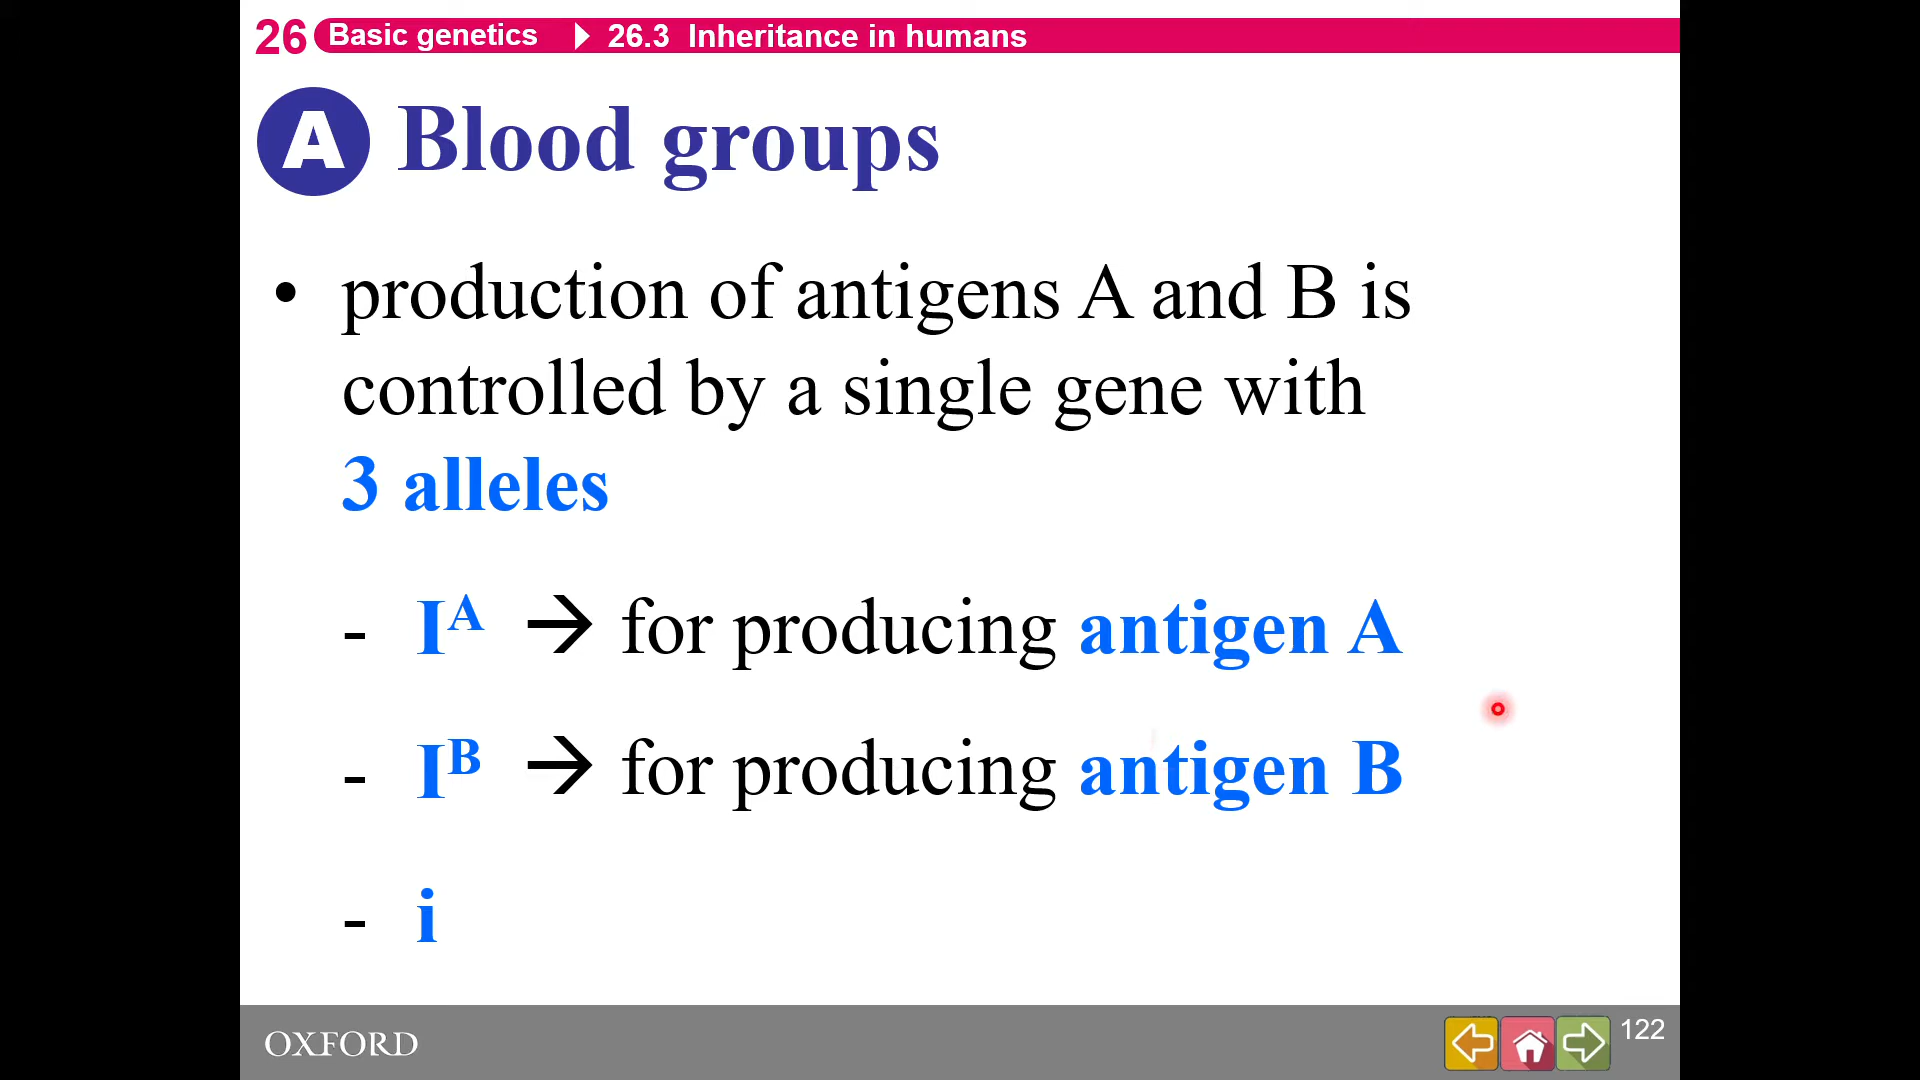 26 Basic genetics 26.3 Inheritance in humans
A Blood groups
• production of antigens A and B is
controlled by a single gene with
3 alleles
- Iᴬ → for producing antigen A
- Iᴮ → for producing antigen B
- i
OXFORD
122